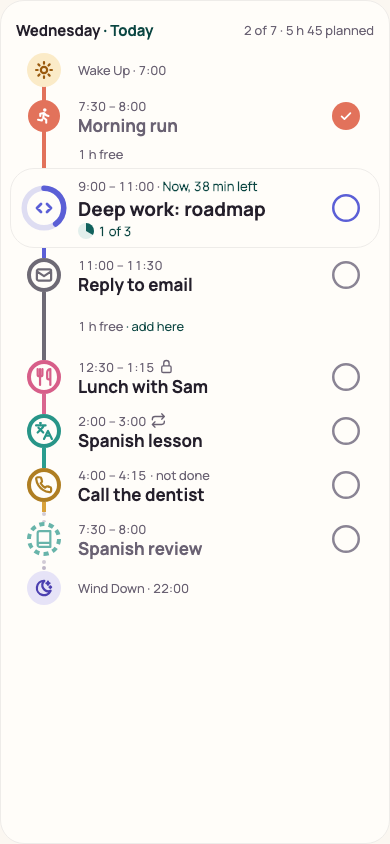 Wednesday · Today
2 of 7 · 5 h 45 planned
Wake Up · 7:00
7:30 – 8:00
Morning run
1 h free
9:00 – 11:00 · Now, 38 min left
Deep work: roadmap
1 of 3
11:00 – 11:30
Reply to email
1 h free · add here
12:30 – 1:15
Lunch with Sam
2:00 – 3:00
Spanish lesson
4:00 – 4:15 · not done
Call the dentist
7:30 – 8:00
Spanish review
Wind Down · 22:00